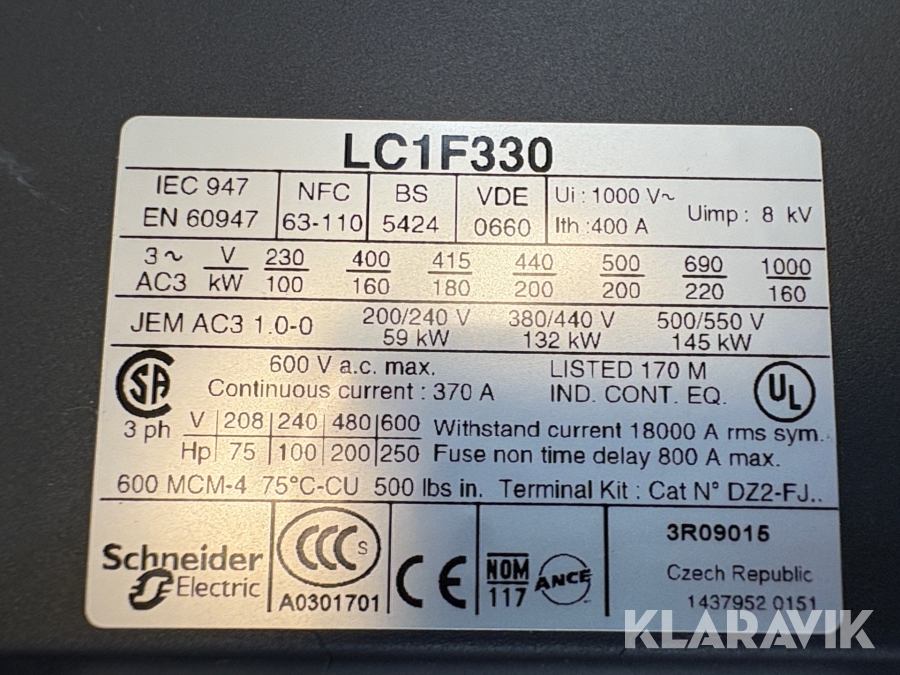 LC1F330
IEC 947
EN 60947
NFC
63-110
BS
5424
VDE
0660
Ui : 1000 V~
Ith : 400 A
Uimp : 8 kV
3 ~ V 230 400 415 440 500 690 1000
AC3 kW 100 160 180 200 200 220 160
JEM AC3 1.0-0
200/240 V 380/440 V 500/550 V
59 kW 132 kW 145 kW
SA
600 V a.c. max.
Continuous current : 370 A
LISTED 170 M
IND. CONT. EQ.
UL
3 ph
V 208 240 480 600
Hp 75 100 200 250
Withstand current 18000 A rms sym.
Fuse non time delay 800 A max.
600 MCM-4 75°C-CU 500 lbs in. Terminal Kit : Cat N° DZ2-FJ..
Schneider
Electric
CCC S
A0301701
CE
NOM
117
ANCE
3R09015
Czech Republic
1437952 0151
KLARAVIK